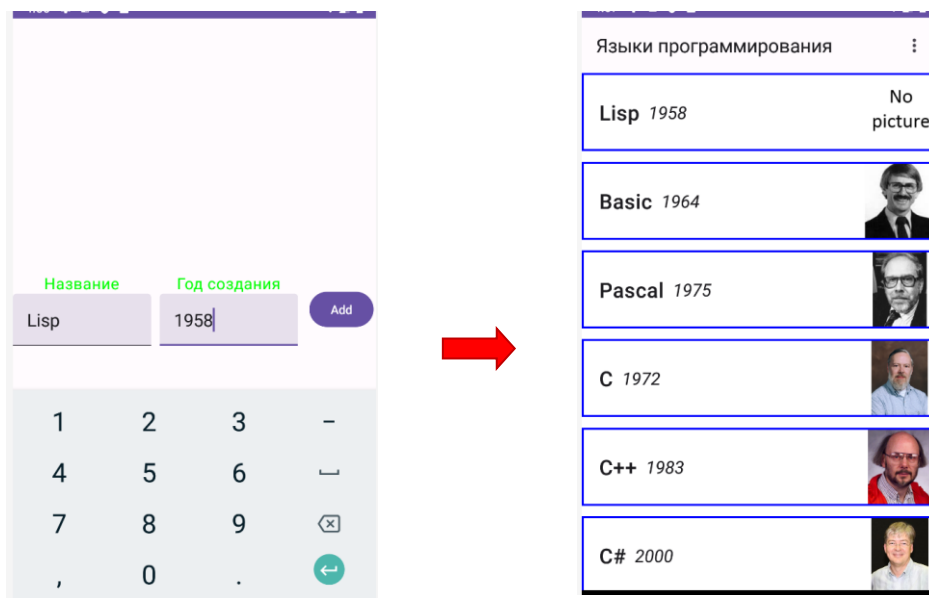 Название Год создания
Lisp 1958 Add
1 2 3 -
4 5 6
7 8 9
, 0 .
Языки программирования
Lisp 1958 No picture
Basic 1964
Pascal 1975
C 1972
C++ 1983
C# 2000